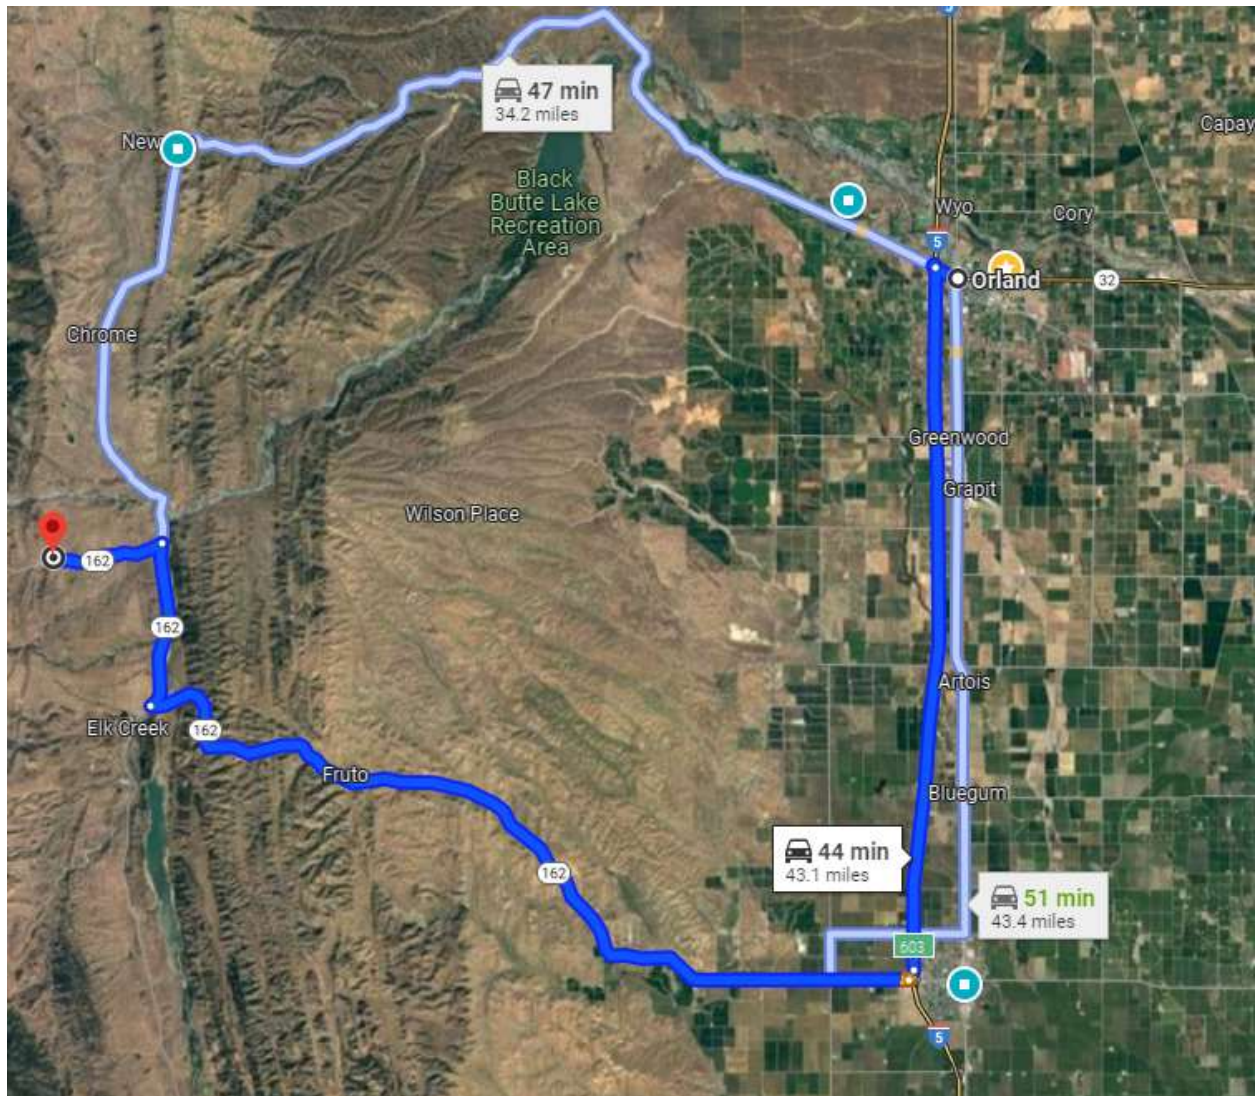 5
47 min
34.2 miles
Capay
New
Black
Butte Lake
Recreation
Area
Wyo
Cory
5
Orland
32
Chrome
Greenwood
Grapit
Wilson Place
162
162
Artois
Elk Creek
162
Fruto
Bluegum
44 min
43.1 miles
162
51 min
43.4 miles
603
5